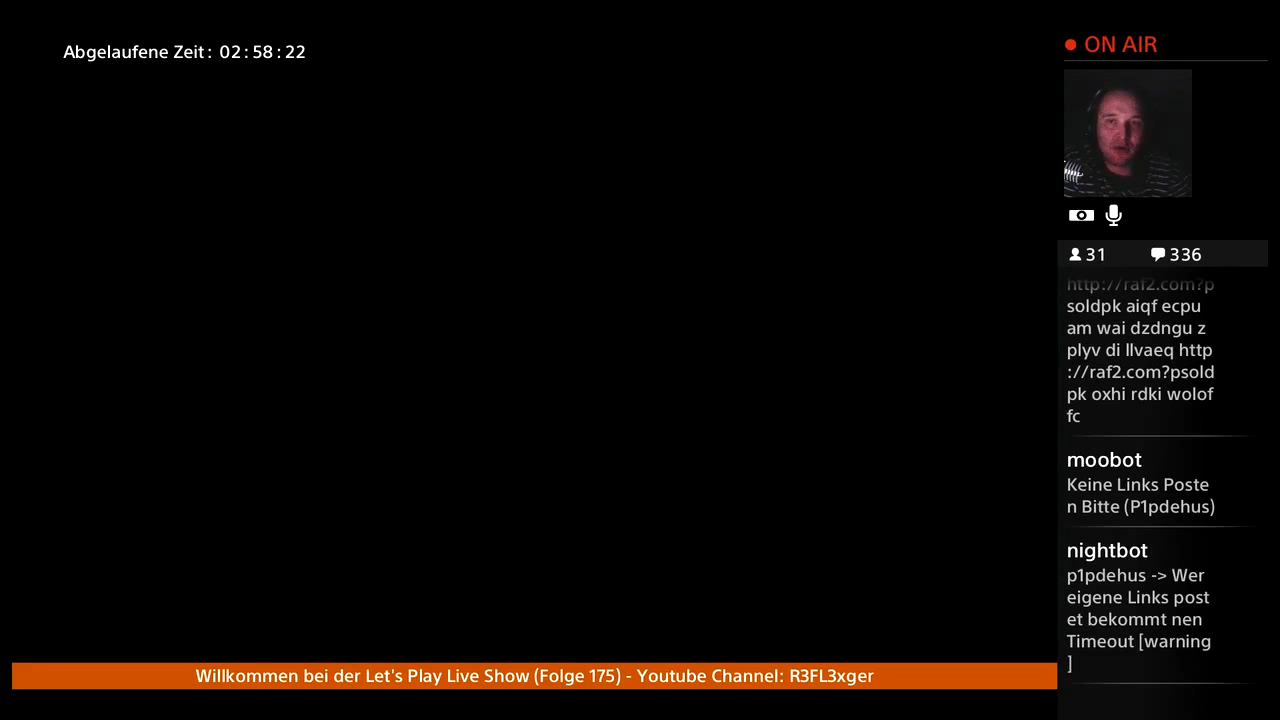 Abgelaufene Zeit: 02:58:22
ON AIR
31 336
http://raf2.com?p
soldpk aiqf ecpu
am wai dzdngu z
plyv di llvaeq http
://raf2.com?psold
pk oxhi rdki wolof
fc
moobot
Keine Links Poste
n Bitte (P1pdehus)
nightbot
p1pdehus -> Wer
eigene Links post
et bekommt nen
Timeout [warning
]
Willkommen bei der Let's Play Live Show (Folge 175) - Youtube Channel: R3FL3xger